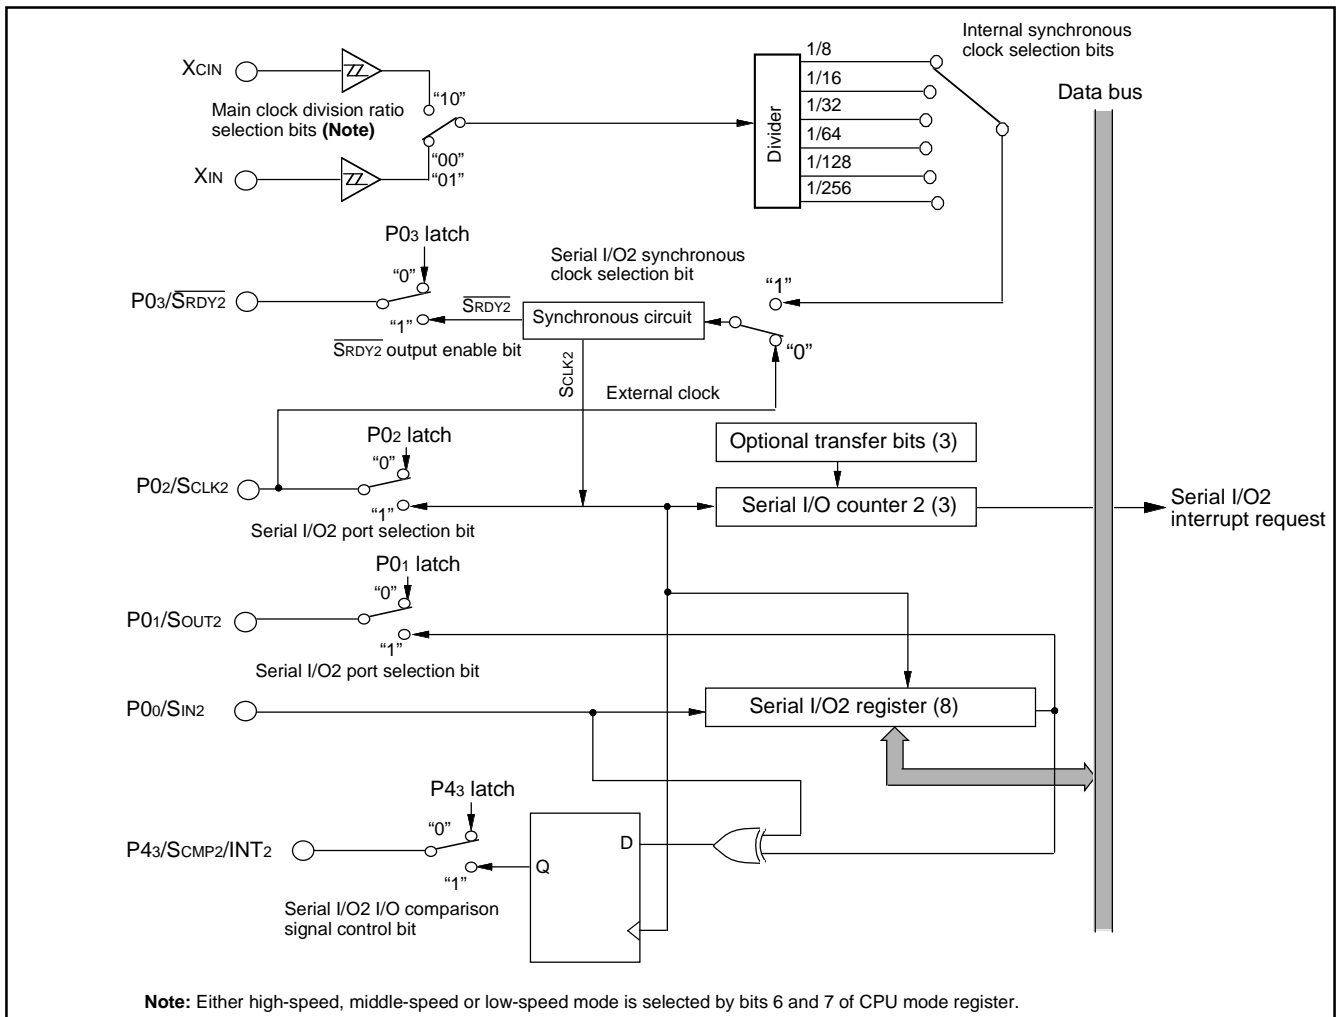 Internal synchronous
clock selection bits
Data bus
XCIN
Main clock division ratio
selection bits (Note)
“10”
“00”
“01”
XIN
Divider
1/8
1/16
1/32
1/64
1/128
1/256
P03 latch
“0”
P03/SRDY2
“1”
SRDY2
SRDY2 output enable bit
Serial I/O2 synchronous
clock selection bit
Synchronous circuit
"1"
"0"
SCLK2
External clock
P02 latch
“0”
P02/SCLK2
“1”
Serial I/O2 port selection bit
Optional transfer bits (3)
Serial I/O counter 2 (3)
Serial I/O2
interrupt request
P01 latch
“0”
P01/SOUT2
“1”
Serial I/O2 port selection bit
P00/SIN2
Serial I/O2 register (8)
P43 latch
“0”
P43/SCMP2/INT2
“1”
Serial I/O2 I/O comparison
signal control bit
D
Q
Note: Either high-speed, middle-speed or low-speed mode is selected by bits 6 and 7 of CPU mode register.